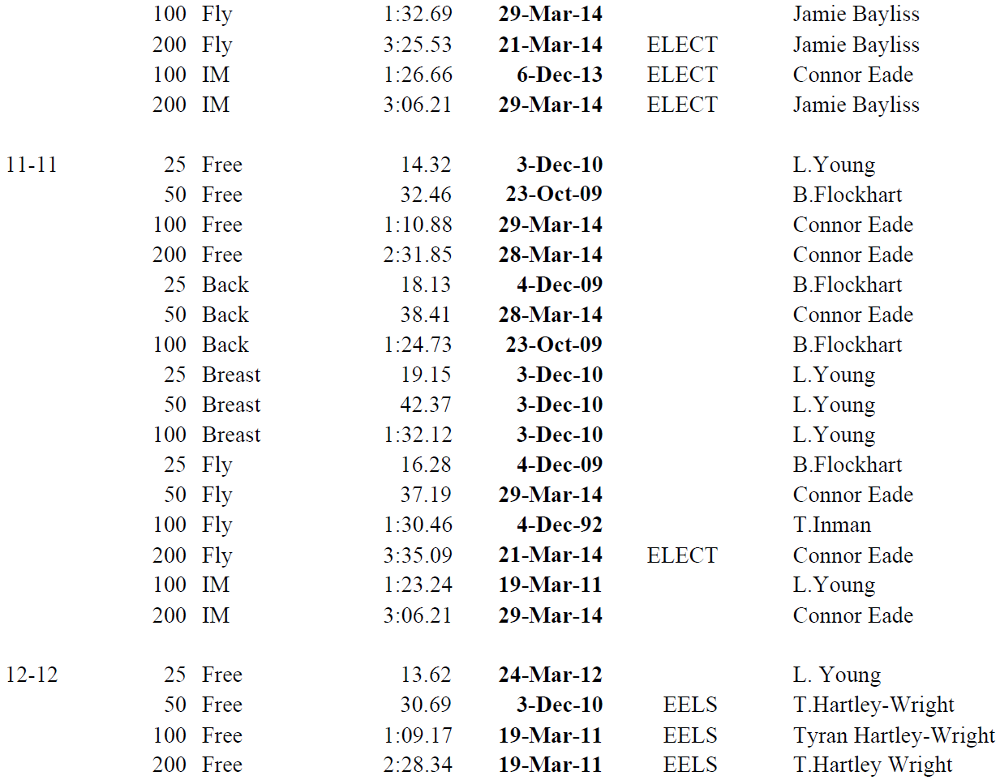 100 Fly 1:32.69 29-Mar-14 Jamie Bayliss
200 Fly 3:25.53 21-Mar-14 ELECT Jamie Bayliss
100 IM 1:26.66 6-Dec-13 ELECT Connor Eade
200 IM 3:06.21 29-Mar-14 ELECT Jamie Bayliss
11-11 25 Free 14.32 3-Dec-10 L.Young
50 Free 32.46 23-Oct-09 B.Flockhart
100 Free 1:10.88 29-Mar-14 Connor Eade
200 Free 2:31.85 28-Mar-14 Connor Eade
25 Back 18.13 4-Dec-09 B.Flockhart
50 Back 38.41 28-Mar-14 Connor Eade
100 Back 1:24.73 23-Oct-09 B.Flockhart
25 Breast 19.15 3-Dec-10 L.Young
50 Breast 42.37 3-Dec-10 L.Young
100 Breast 1:32.12 3-Dec-10 L.Young
25 Fly 16.28 4-Dec-09 B.Flockhart
50 Fly 37.19 29-Mar-14 Connor Eade
100 Fly 1:30.46 4-Dec-92 T.Inman
200 Fly 3:35.09 21-Mar-14 ELECT Connor Eade
100 IM 1:23.24 19-Mar-11 L.Young
200 IM 3:06.21 29-Mar-14 Connor Eade
12-12 25 Free 13.62 24-Mar-12 L. Young
50 Free 30.69 3-Dec-10 EELS T.Hartley-Wright
100 Free 1:09.17 19-Mar-11 EELS Tyran Hartley-Wright
200 Free 2:28.34 19-Mar-11 EELS T.Hartley Wright